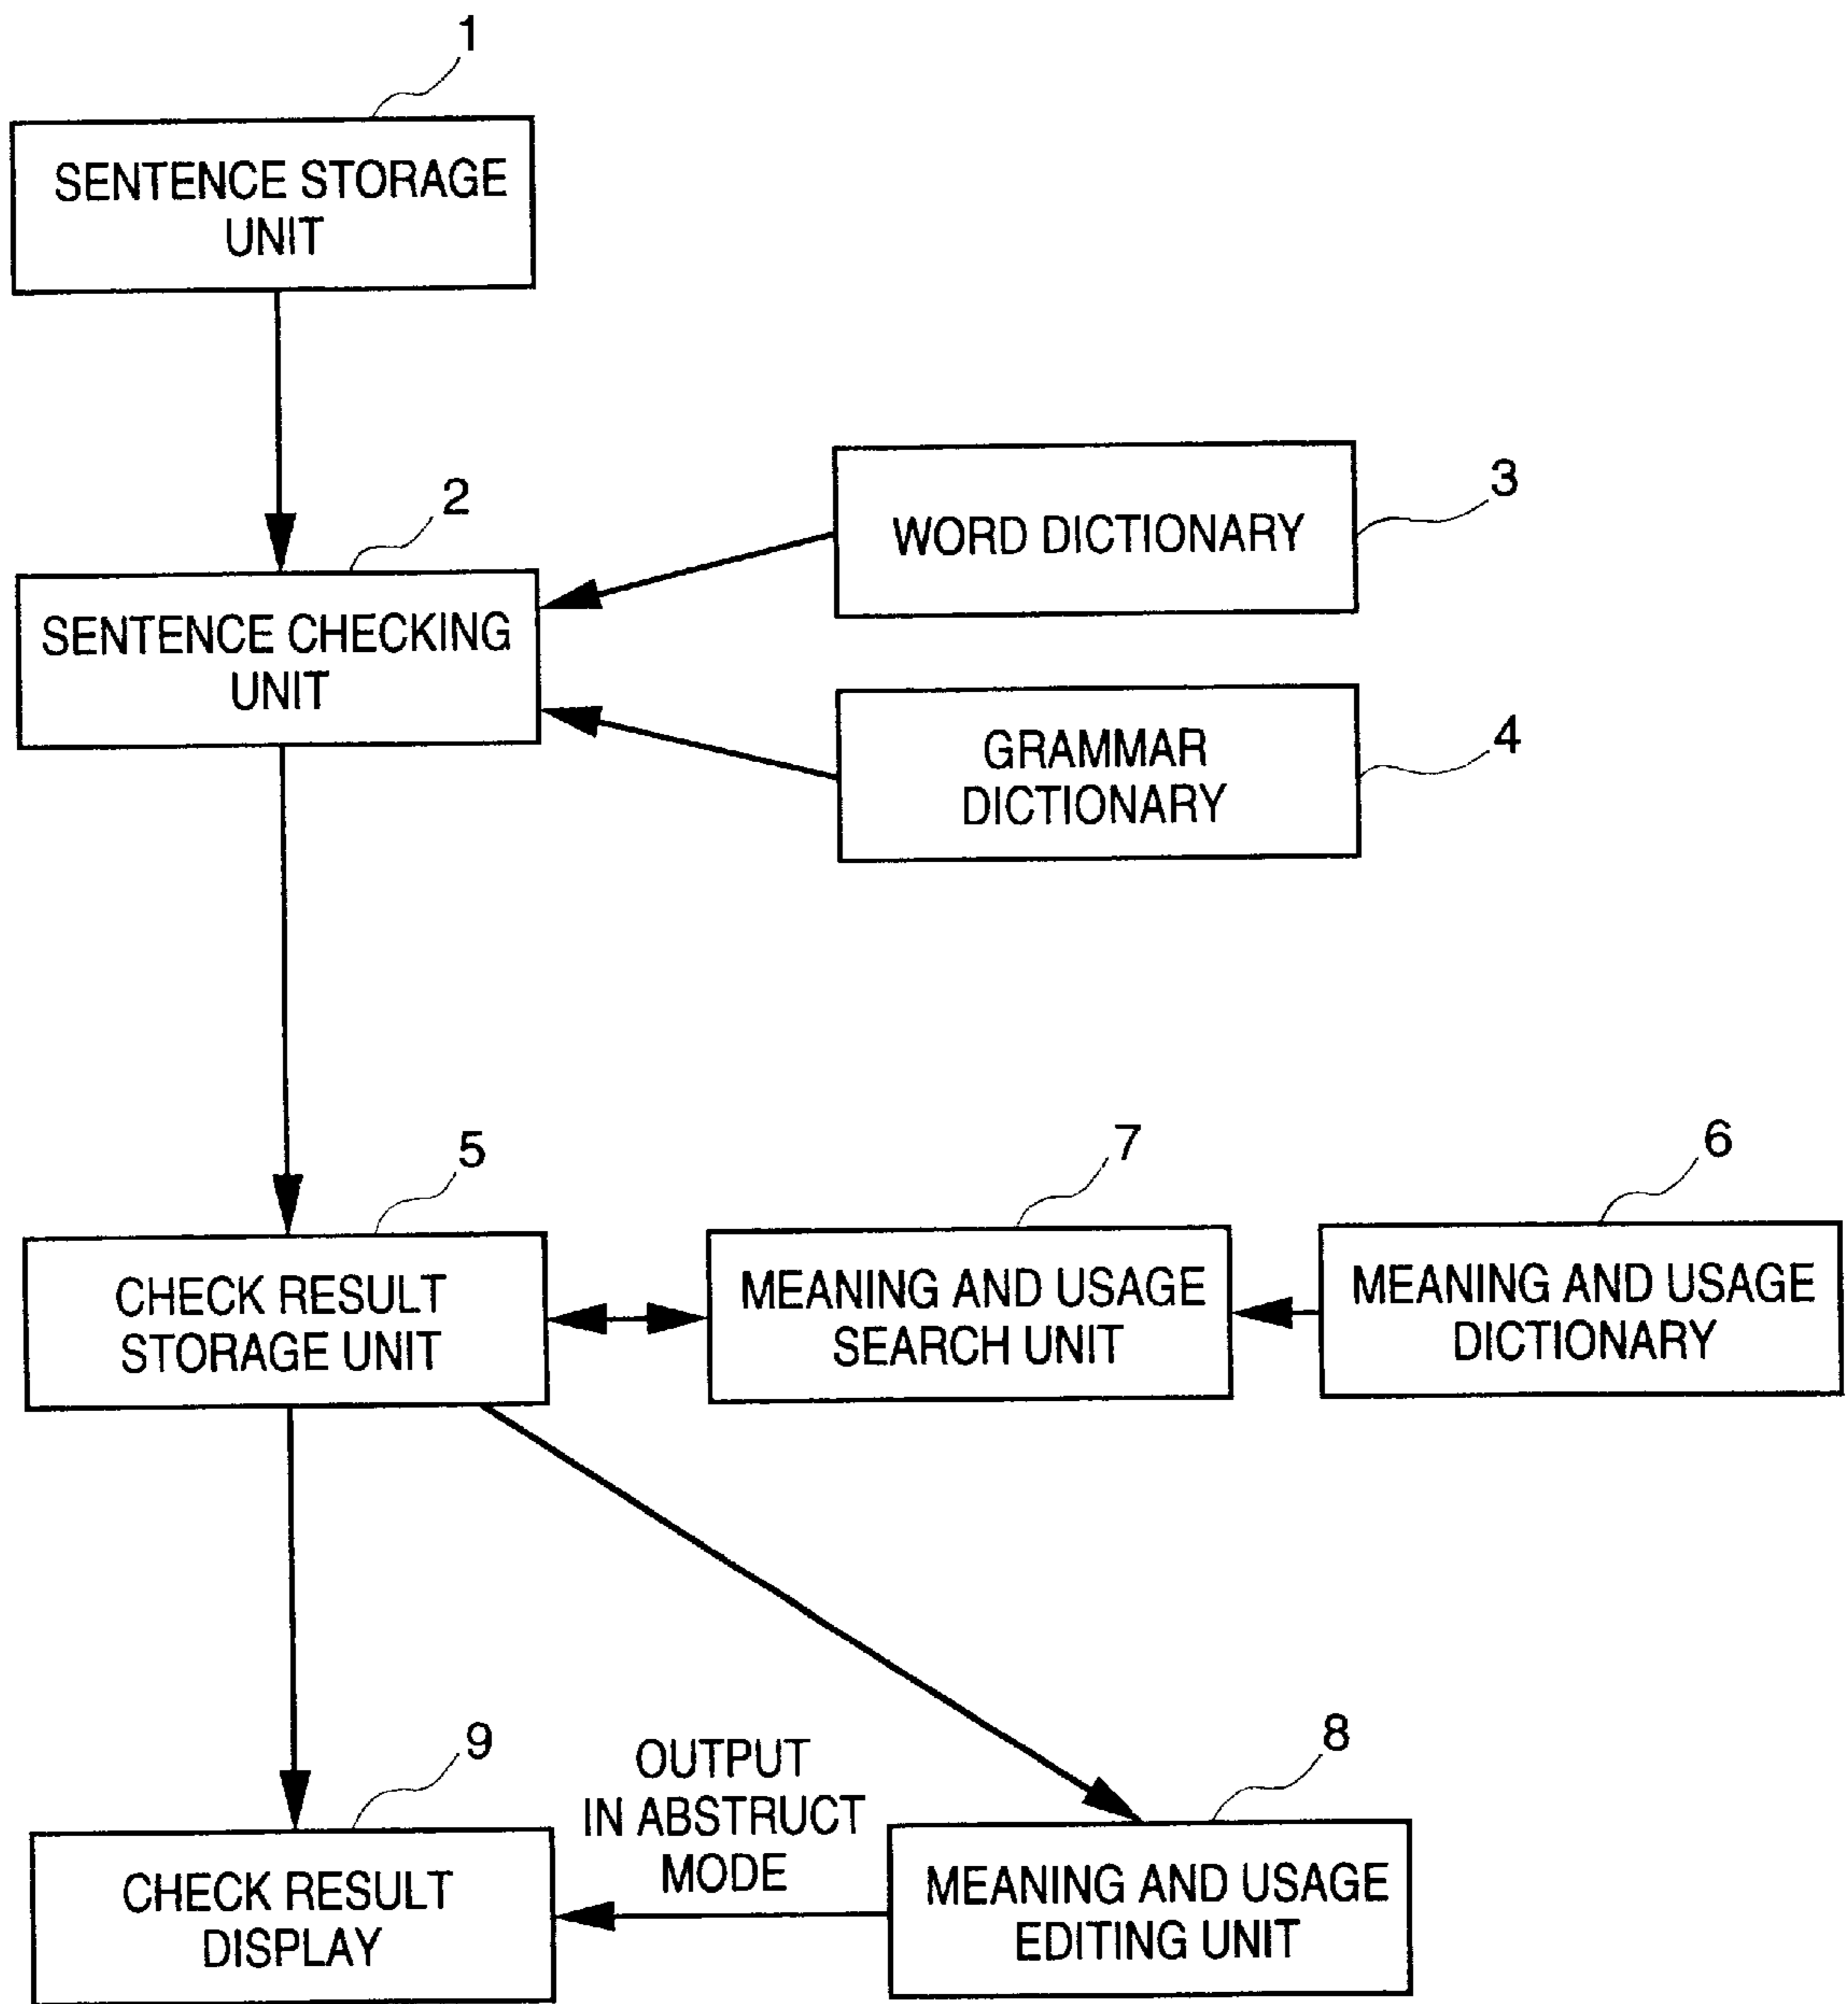 1
SENTENCE STORAGE
UNIT
2
SENTENCE CHECKING
UNIT
3
WORD DICTIONARY
4
GRAMMAR
DICTIONARY
5
CHECK RESULT
STORAGE UNIT
7
MEANING AND USAGE
SEARCH UNIT
6
MEANING AND USAGE
DICTIONARY
9
CHECK RESULT
DISPLAY
OUTPUT
IN ABSTRUCT
MODE
8
MEANING AND USAGE
EDITING UNIT